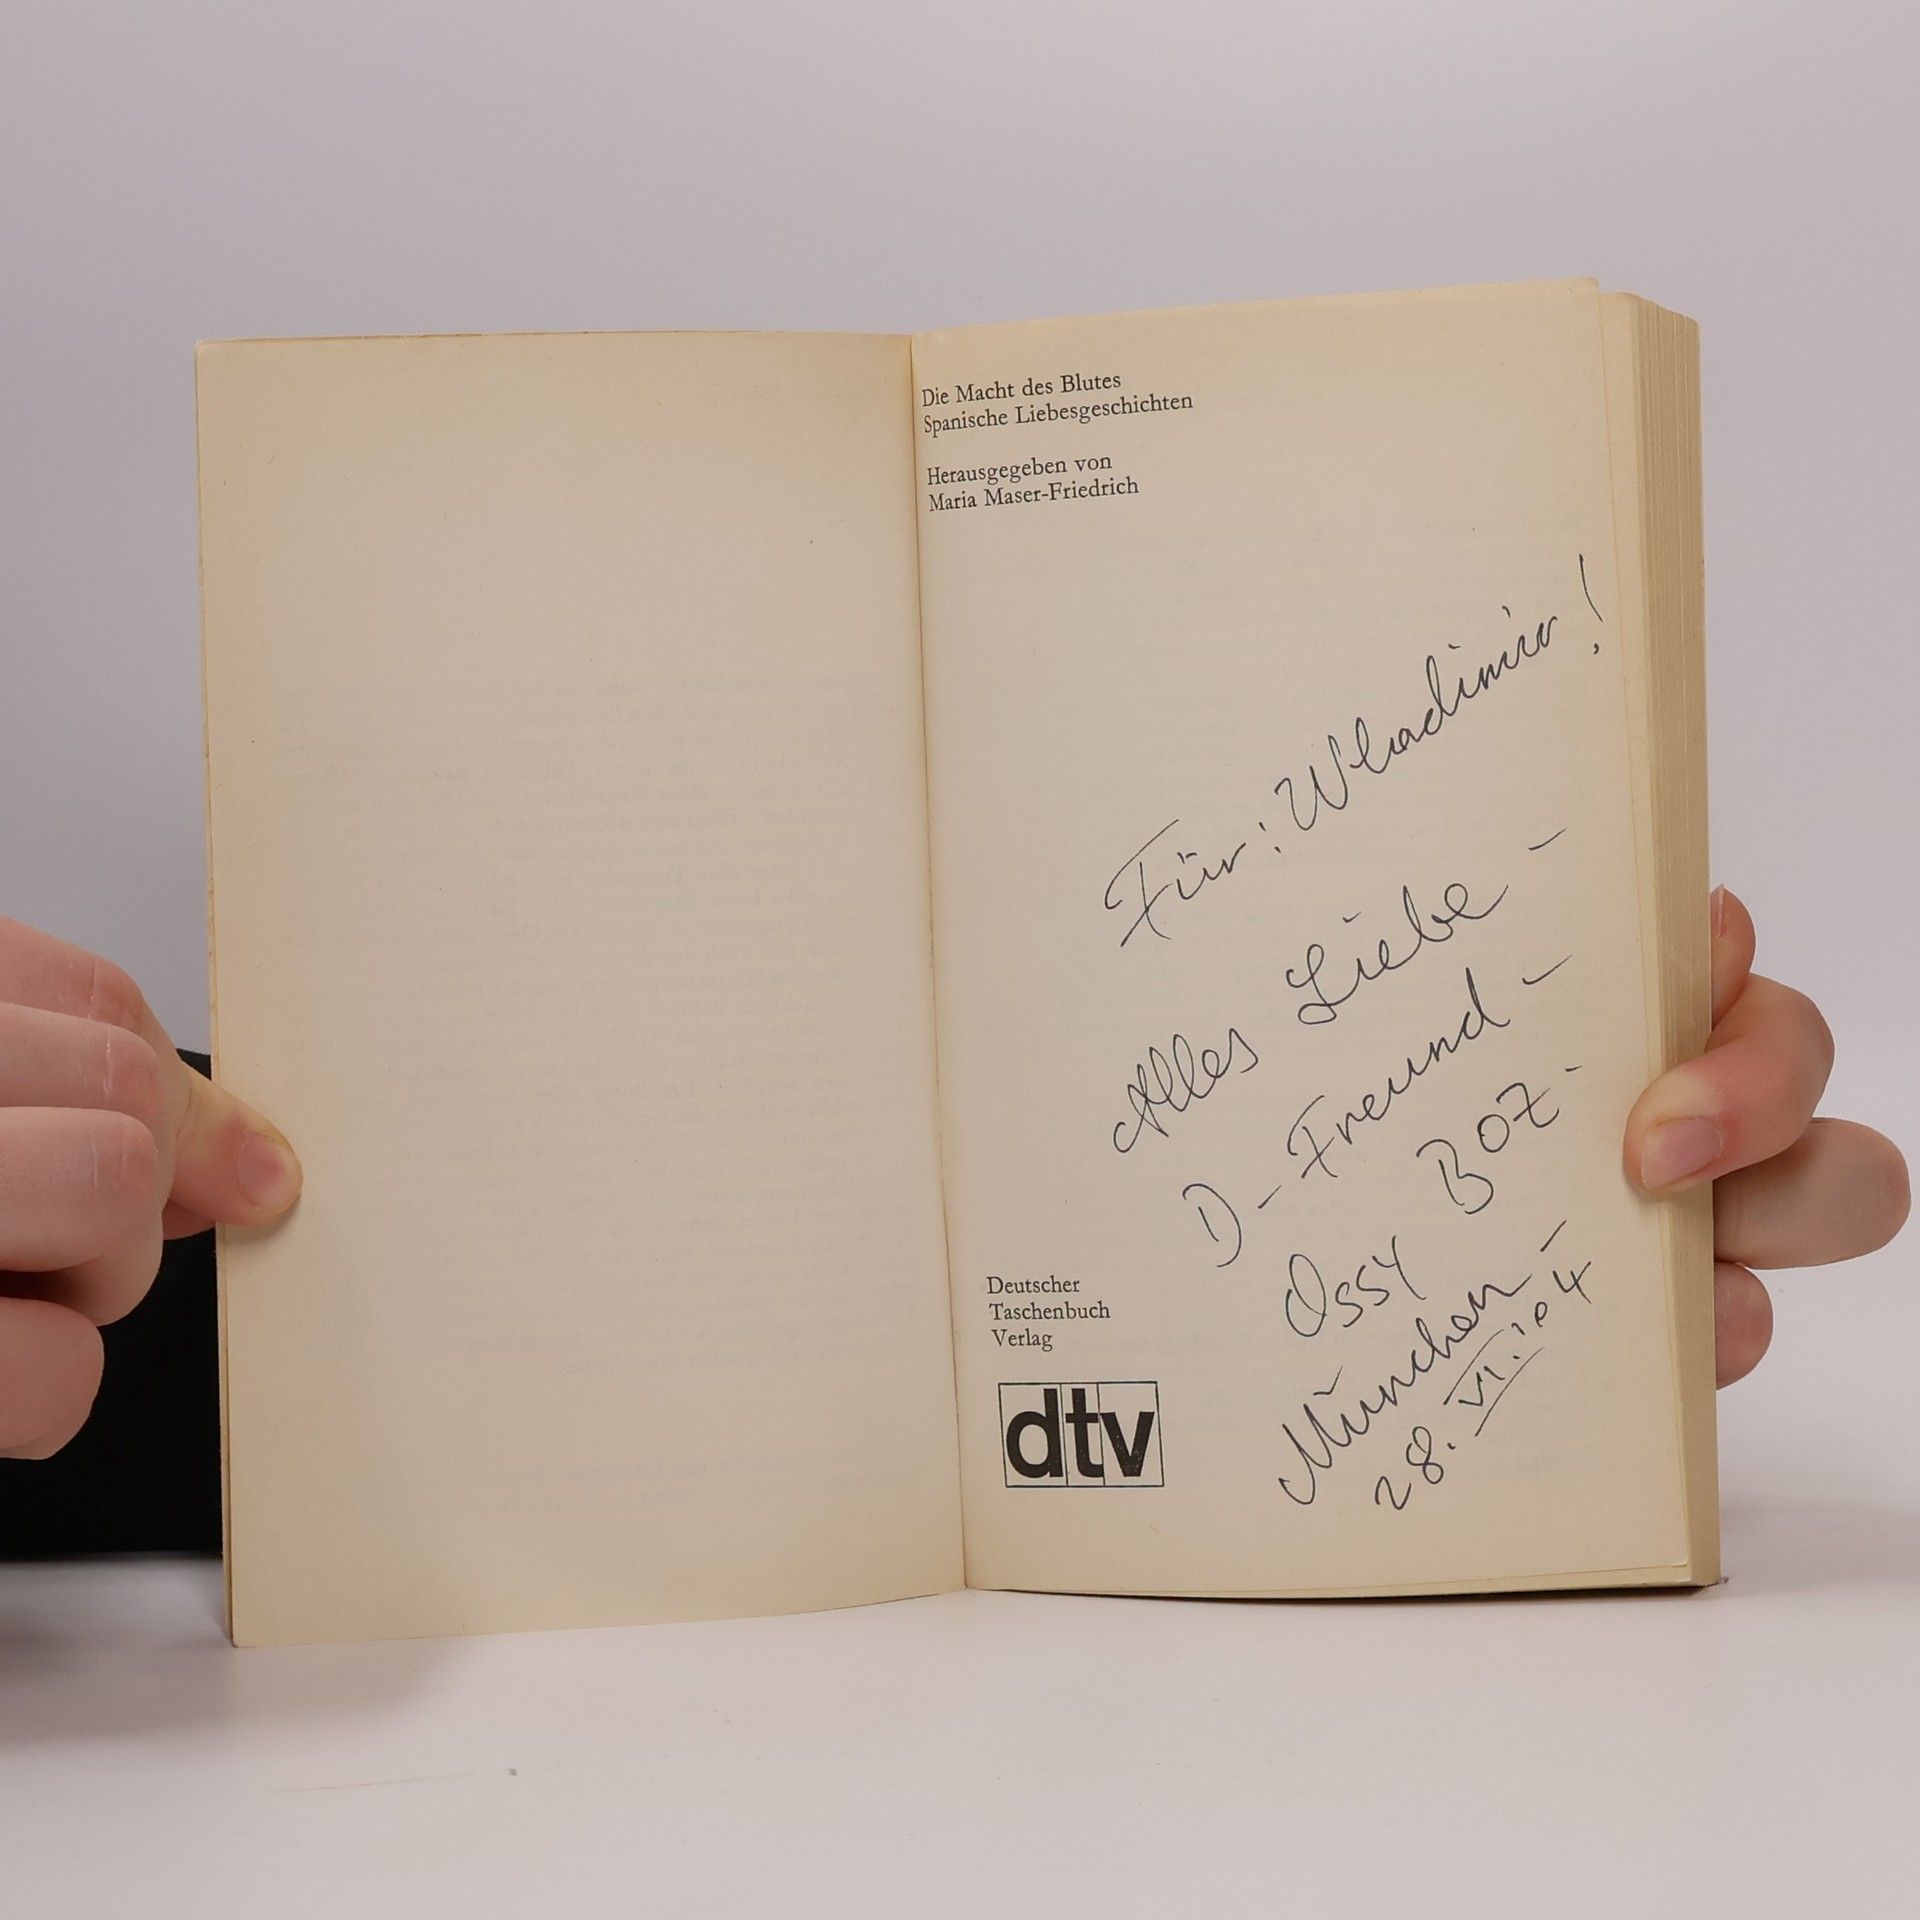 Die Macht des Blutes
Spanische Liebesgeschichten
Herausgegeben von
Maria Maser-Friedrich
Für: Wladimir!
Alles Liebe –
D – Freund –
Ossy Boz –
München –
28. VI.
Deutscher
Taschenbuch
Verlag
dtv